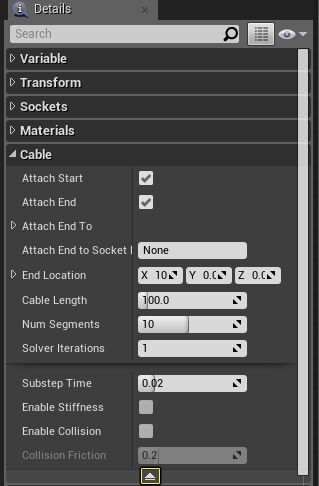 Details
Search
Variable
Transform
Sockets
Materials
Cable
Attach Start
Attach End
Attach End To
Attach End to Socket None
End Location X 10 Y 0.0 Z 0.0
Cable Length 100.0
Num Segments 10
Solver Iterations 1
Substep Time 0.02
Enable Stiffness
Enable Collision
Collision Friction 0.2